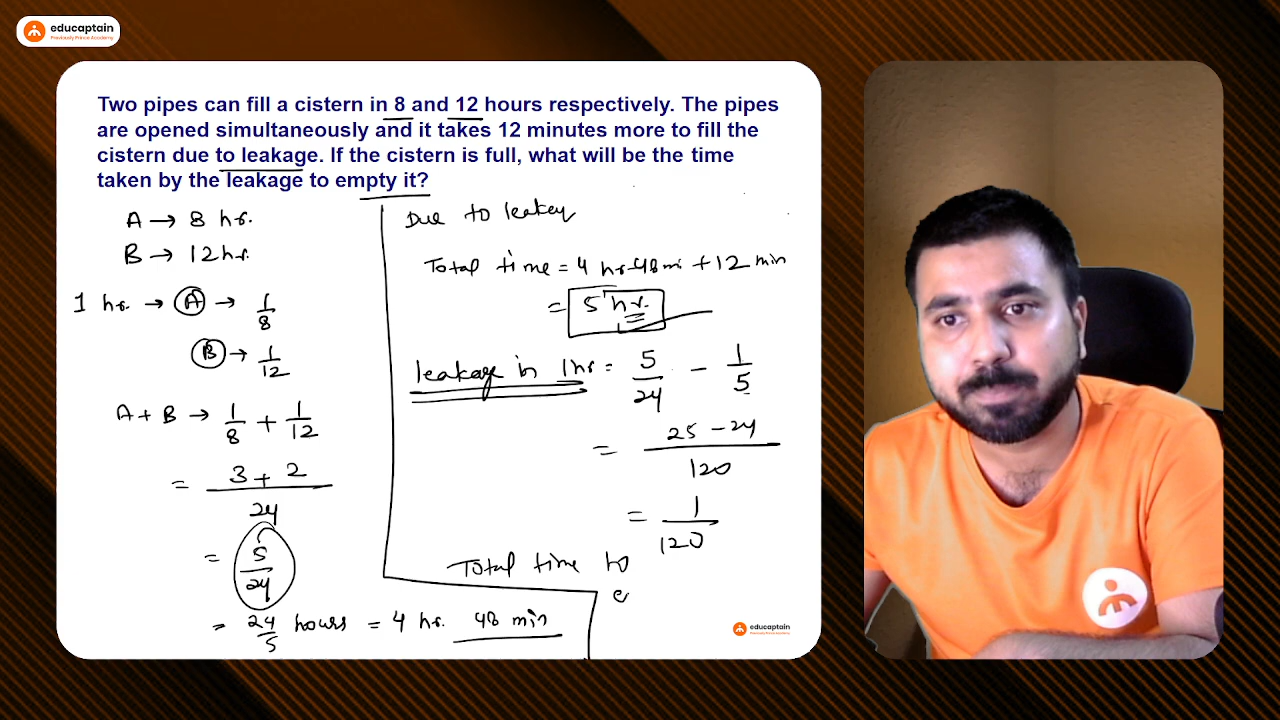 educaptain
Previously Prince Academy
Two pipes can fill a cistern in 8 and 12 hours respectively. The pipes
are opened simultaneously and it takes 12 minutes more to fill the
cistern due to leakage. If the cistern is full, what will be the time
taken by the leakage to empty it?
A → 8 hr.
B → 12 hr.
1 hr. → A → 1/8
B → 1/12
A + B → 1/8 + 1/12
= 3 + 2 / 24
= 5/24
= 24/5 hours = 4 hr. 48 min
Due to leakey
Total time = 4 hr 48 mi + 12 min
= 5 hr.
leakage in 1hr = 5/24 - 1/5
= 25 - 24 / 120
= 1/120
Total time to
e
educaptain
Previously Prince Academy
educaptain